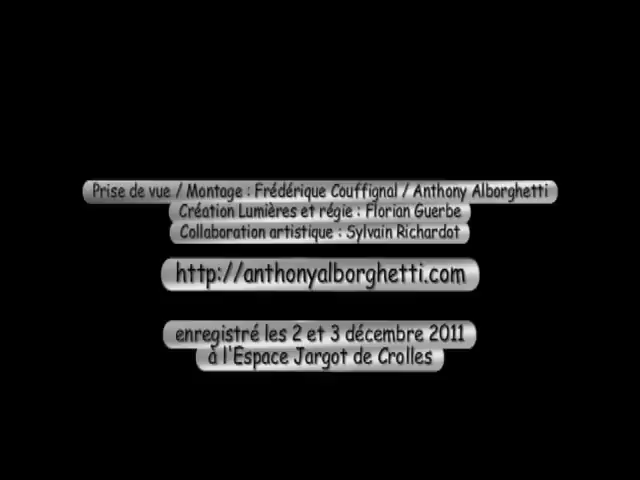 Prise de vue / Montage : Frédérique Couffignal / Anthony Alborghetti
Création Lumières et régie : Florian Guerbe
Collaboration artistique : Sylvain Richardot
http://anthonyalborghetti.com
enregistré les 2 et 3 décembre 2011
à l'Espace Jargot de Crolles